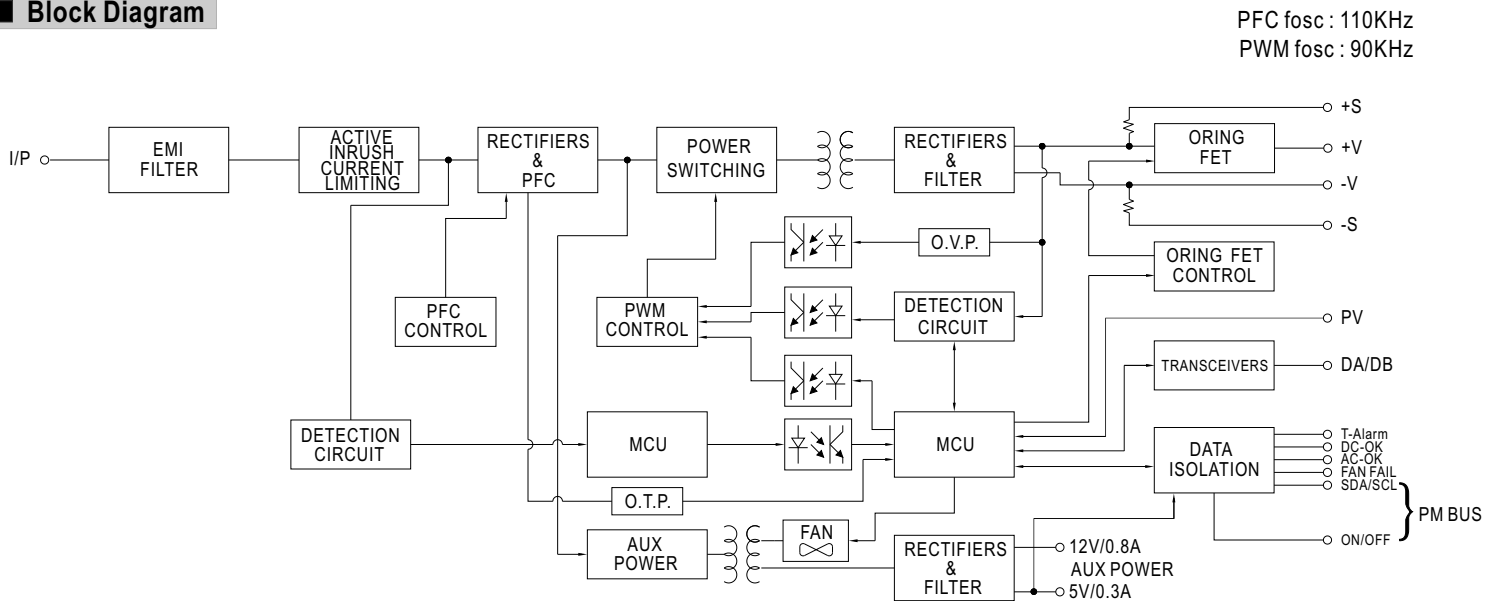 Block Diagram
PFC fosc : 110KHz
PWM fosc : 90KHz
I/P
EMI
FILTER
ACTIVE
INRUSH
CURRENT
LIMITING
RECTIFIERS
&
PFC
POWER
SWITCHING
RECTIFIERS
&
FILTER
ORING
FET
+S
+V
-V
-S
O.V.P.
ORING FET
CONTROL
PFC
CONTROL
PWM
CONTROL
DETECTION
CIRCUIT
PV
TRANSCEIVERS
DA/DB
DETECTION
CIRCUIT
MCU
MCU
DATA
ISOLATION
T-Alarm
DC-OK
AC-OK
FAN FAIL
SDA/SCL
PM BUS
ON/OFF
O.T.P.
AUX
POWER
FAN
RECTIFIERS
&
FILTER
12V/0.8A
AUX POWER
5V/0.3A